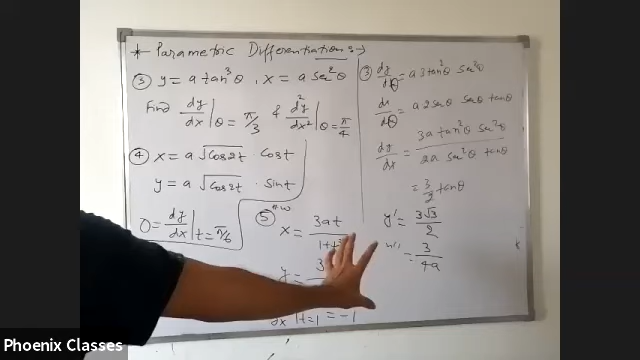 * Parametric Differentiation :-)
③ y = a tan³θ , x = a sec²θ
Find dy/dx |θ = π/3 & d²y/dx² |θ = π/4
④ x = a √cos2t · cost
y = a √cos2t · sint
0 = dy/dx | t = π/6
⑤ H.W
x = 3at / 1+t
y = 3
dx |t=1 = -1
③ dy/dθ = a 3 tan²θ sec²θ
dx/dθ = a 2 secθ secθ tanθ
dy/dx = 3a tan²θ sec²θ / 2a sec²θ tanθ
= 3/2 tanθ
y' = 3√3 / 2
= 3 / 4a
Phoenix Classes